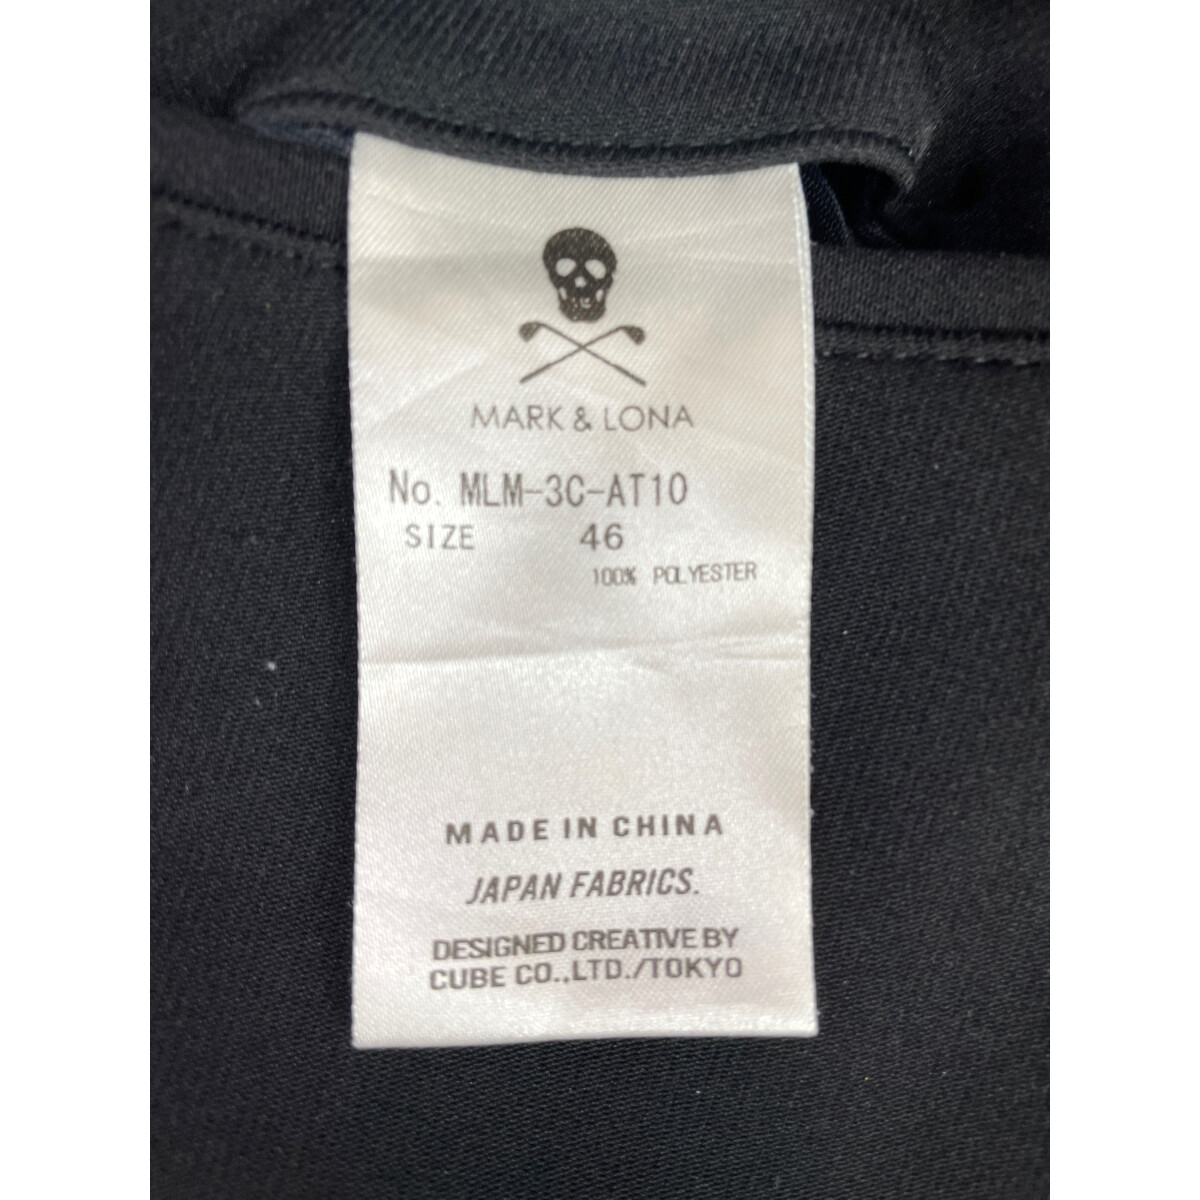 MARK & LONA
No. MLM-3C-AT10
SIZE 46
100% POLYESTER
MADE IN CHINA
JAPAN FABRICS.
DESIGNED CREATIVE BY
CUBE CO.,LTD./TOKYO